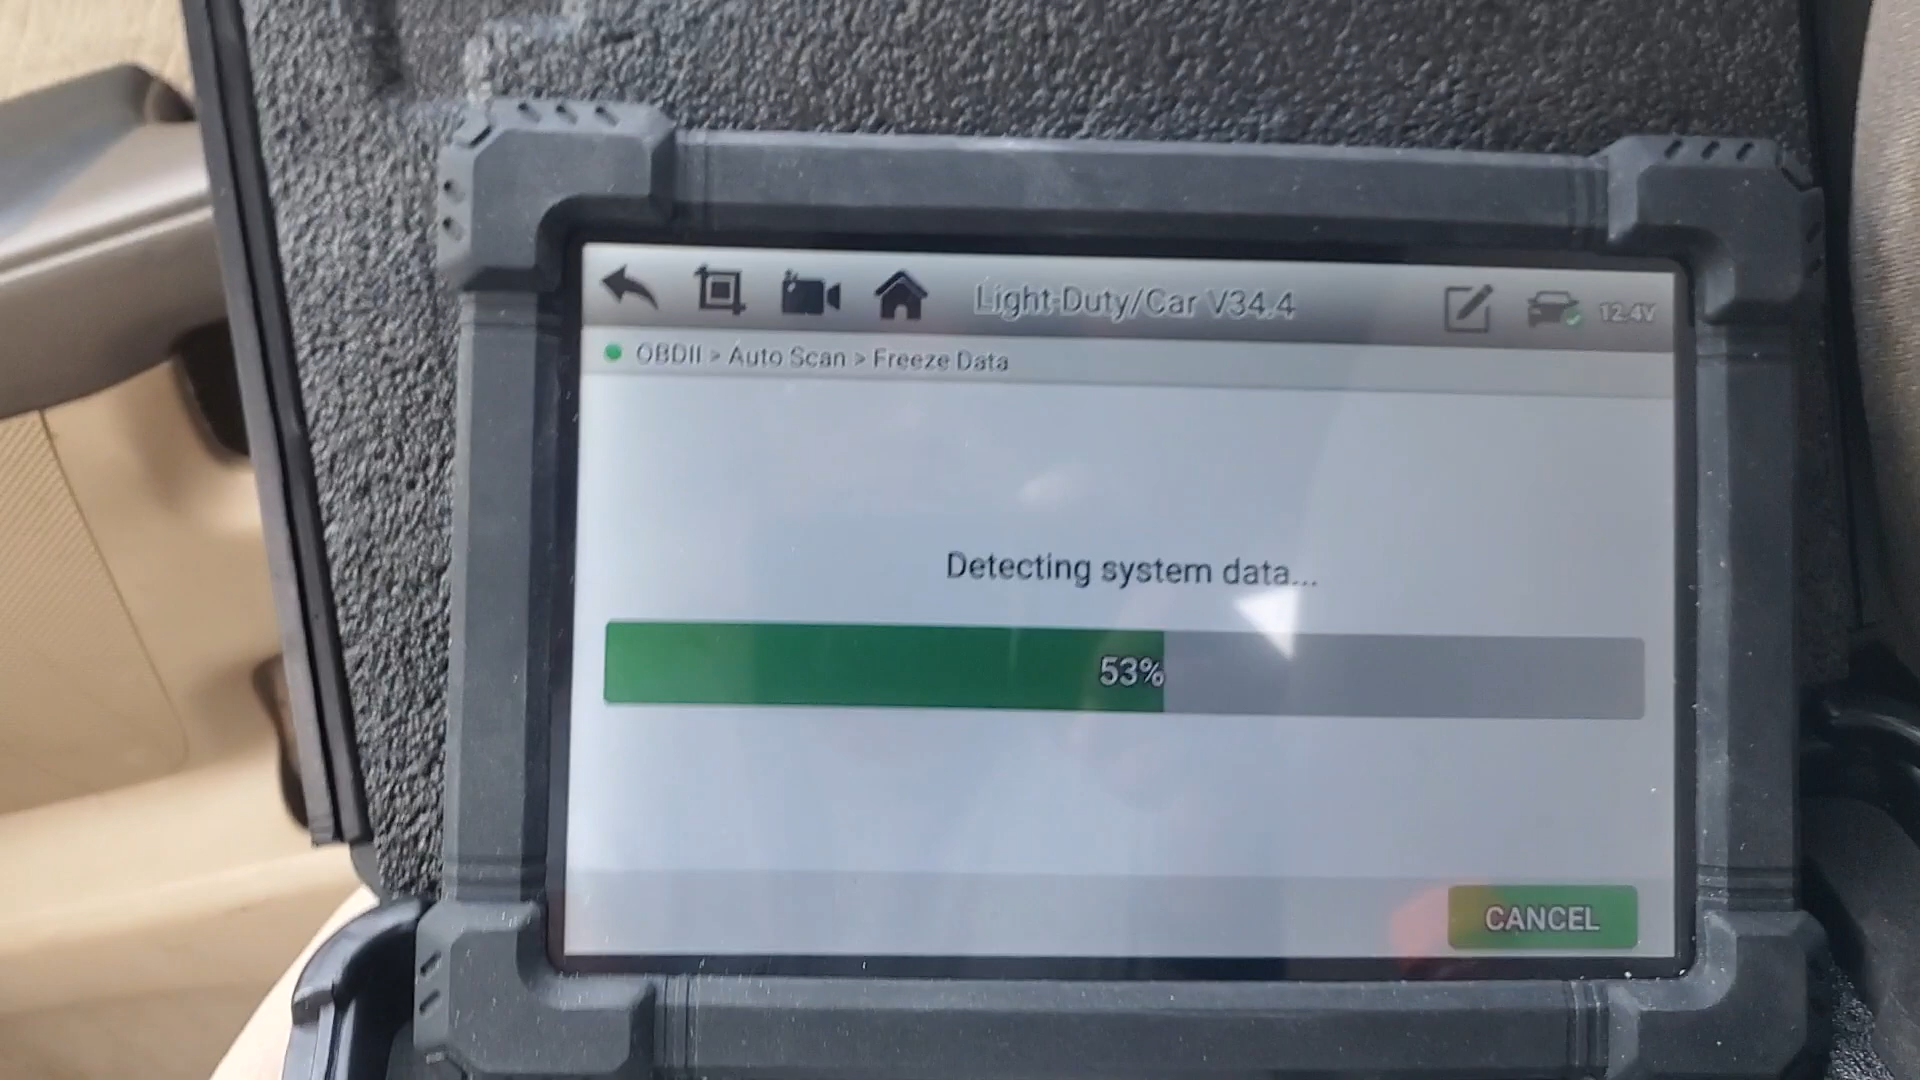 Light-Duty/Car V34.4
12.4V
OBDII > Auto Scan > Freeze Data
Detecting system data...
53%
CANCEL